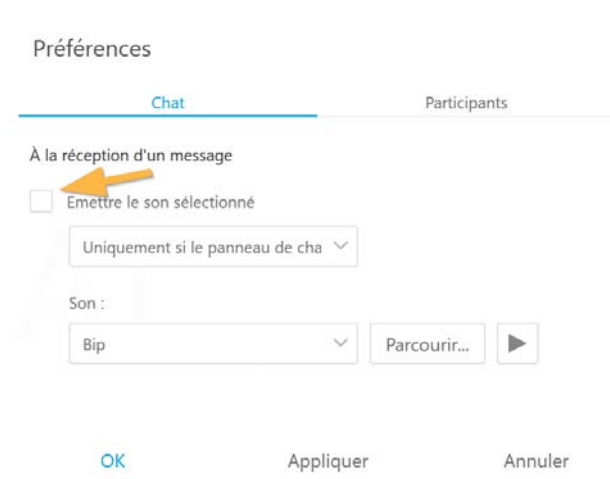 Préférences
Chat Participants
À la réception d'un message
Emettre le son sélectionné
Uniquement si le panneau de cha
Son :
Bip Parcourir...
OK Appliquer Annuler